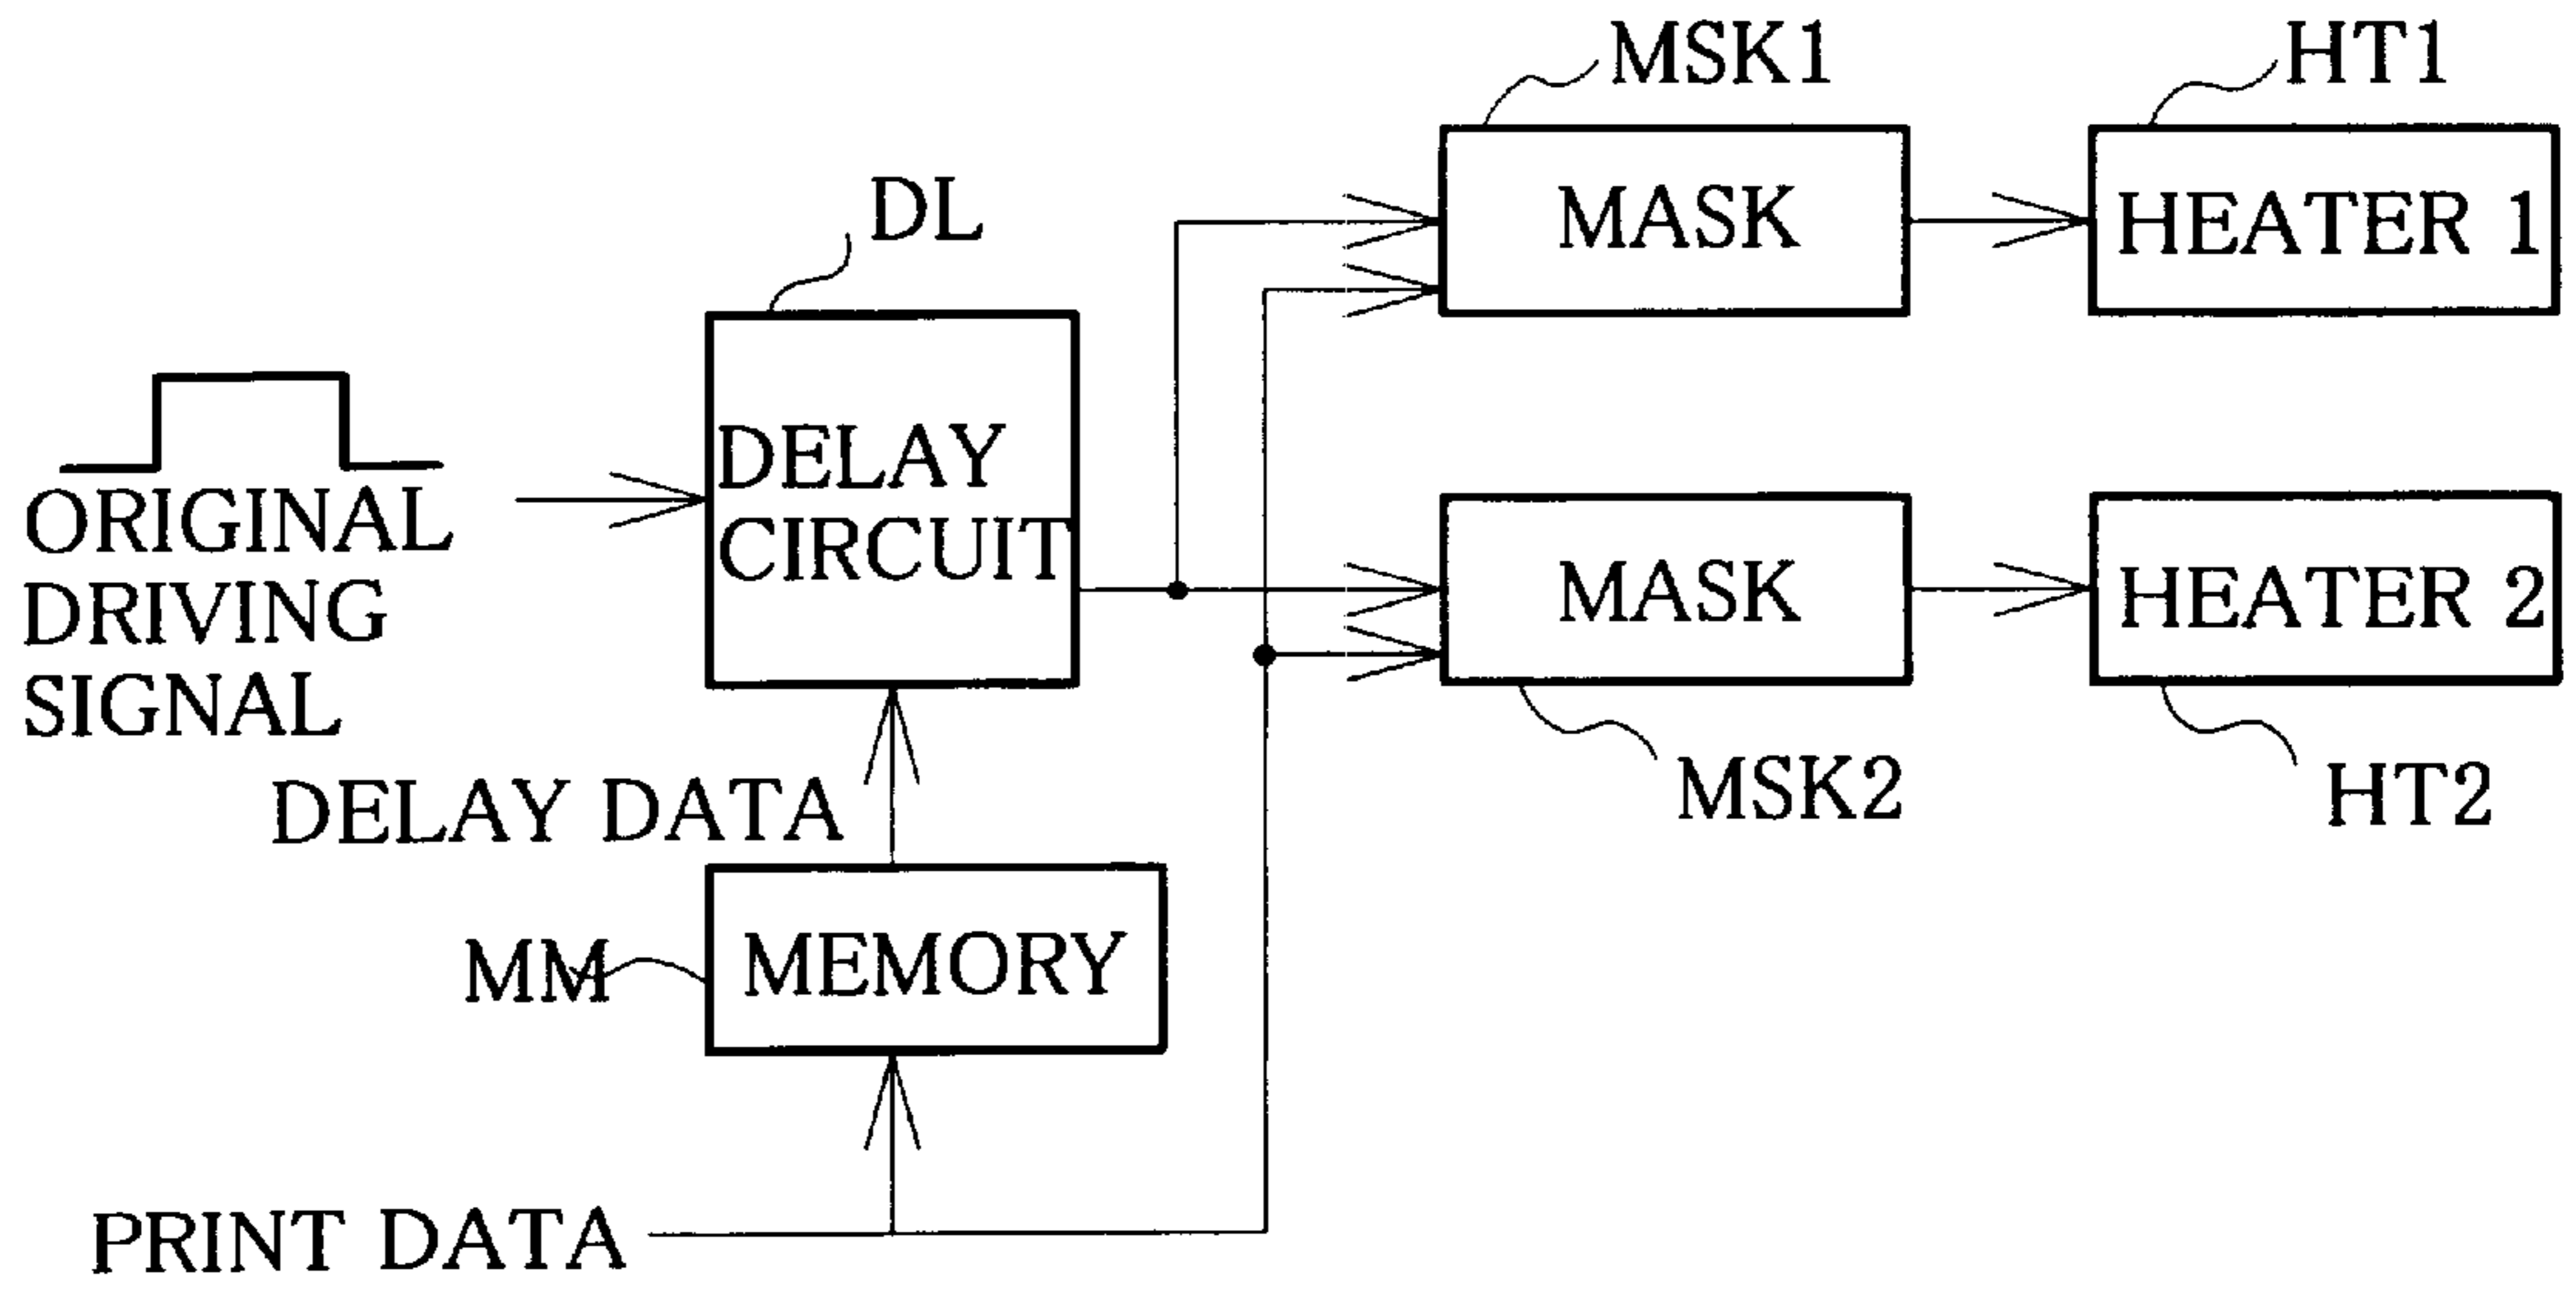 MSK1
HT1
DL
MASK
HEATER 1
DELAY
CIRCUIT
ORIGINAL
DRIVING
SIGNAL
MASK
HEATER 2
MSK2
HT2
DELAY DATA
MM
MEMORY
PRINT DATA